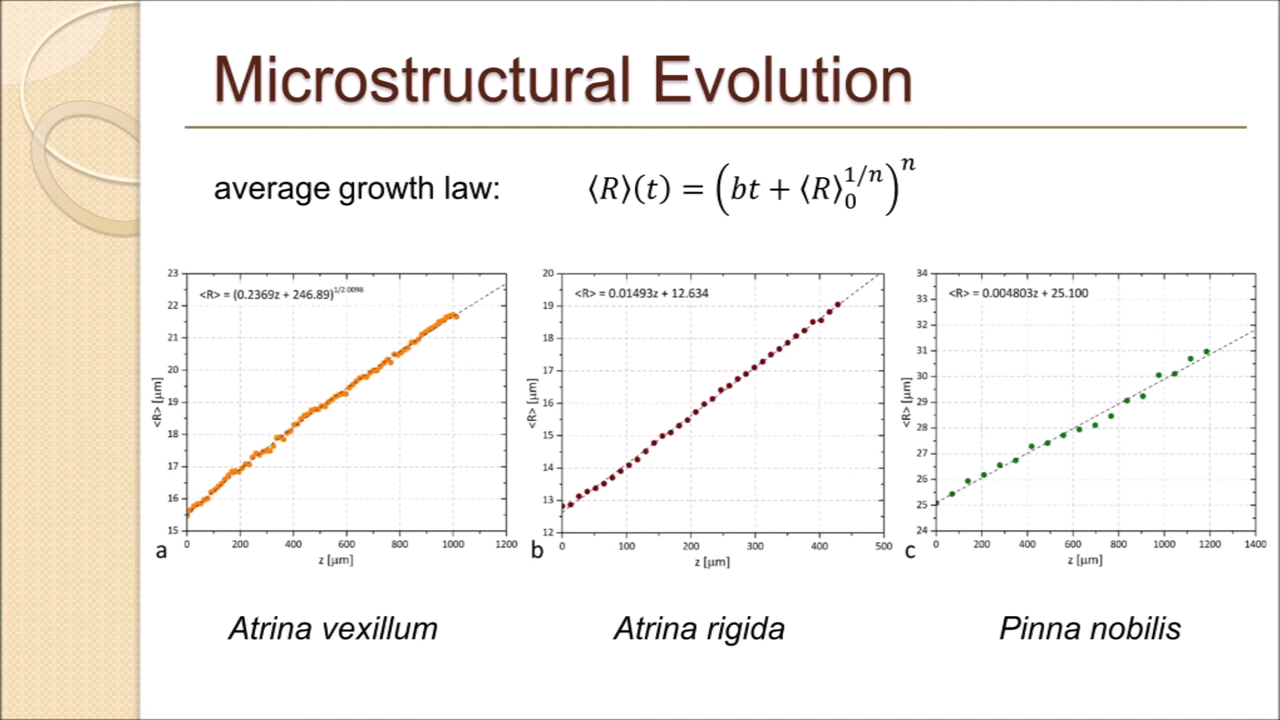 Microstructural Evolution
average growth law: ⟨R⟩(t) = (bt + ⟨R⟩₀^{1/n})^n
<R> = (0.2369z + 246.89)^{1/2.0098}
23
22
21
20
19
18
17
16
15
<R> [µm]
0 200 400 600 800 1000 1200
z [µm]
a
<R> = 0.01493z + 12.634
20
19
18
17
16
15
14
13
12
<R> [µm]
0 100 200 300 400 500
z [µm]
b
<R> = 0.004803z + 25.100
34
33
32
31
30
29
28
27
26
25
24
<R> [µm]
0 200 400 600 800 1000 1200 1400
z [µm]
c
Atrina vexillum
Atrina rigida
Pinna nobilis